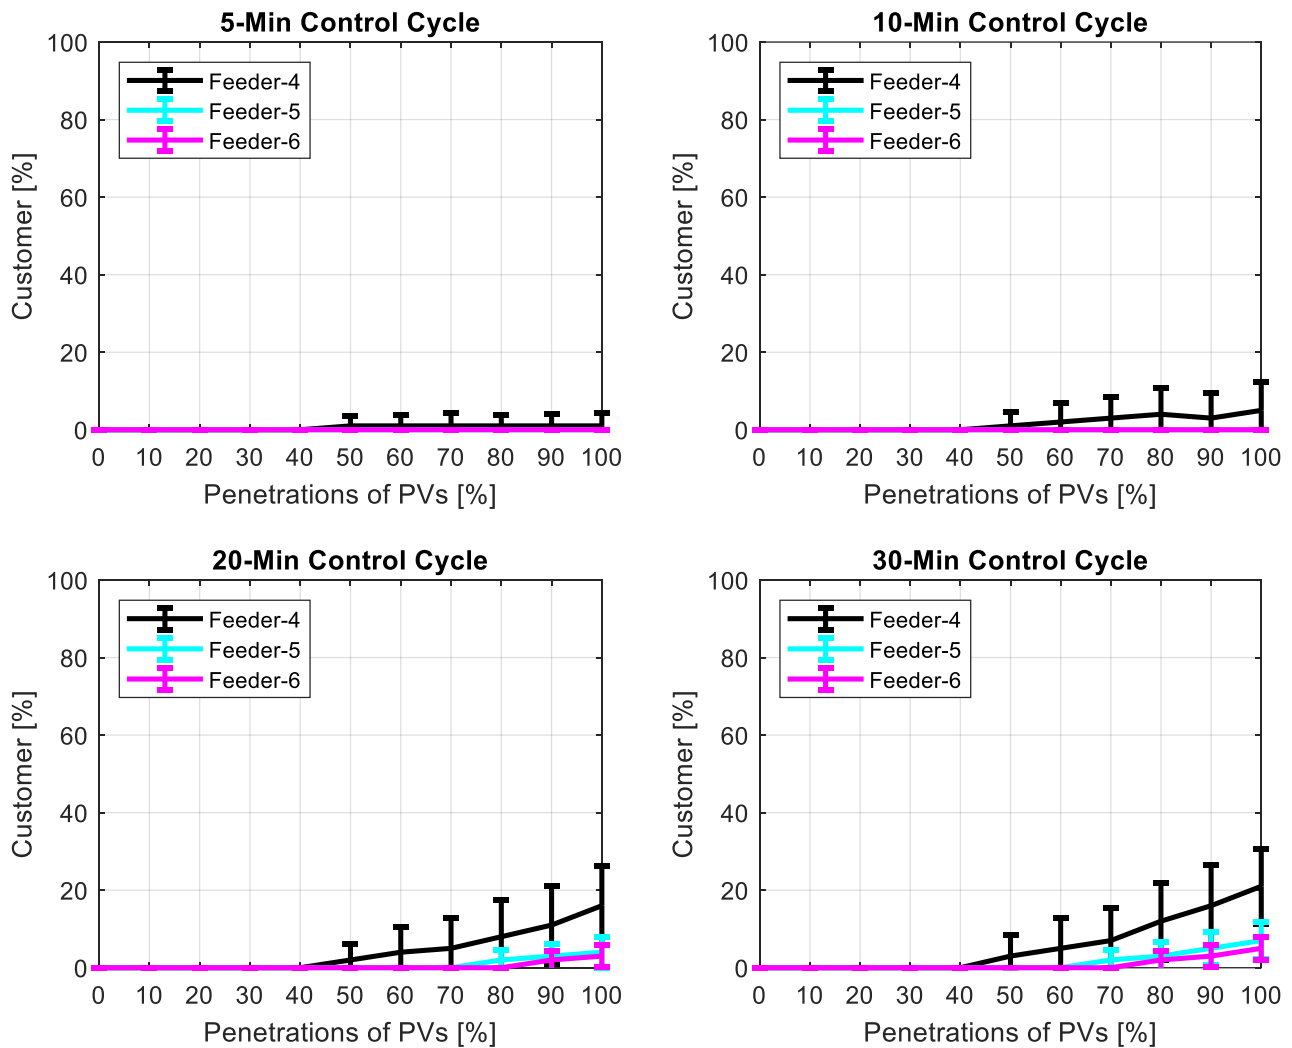 5-Min Control Cycle
100
80
60
40
20
0
Customer [%]
Feeder-4
Feeder-5
Feeder-6
0 10 20 30 40 50 60 70 80 90 100
Penetrations of PVs [%]
10-Min Control Cycle
100
80
60
40
20
0
Customer [%]
Feeder-4
Feeder-5
Feeder-6
0 10 20 30 40 50 60 70 80 90 100
Penetrations of PVs [%]
20-Min Control Cycle
100
80
60
40
20
0
Customer [%]
Feeder-4
Feeder-5
Feeder-6
0 10 20 30 40 50 60 70 80 90 100
Penetrations of PVs [%]
30-Min Control Cycle
100
80
60
40
20
0
Customer [%]
Feeder-4
Feeder-5
Feeder-6
0 10 20 30 40 50 60 70 80 90 100
Penetrations of PVs [%]